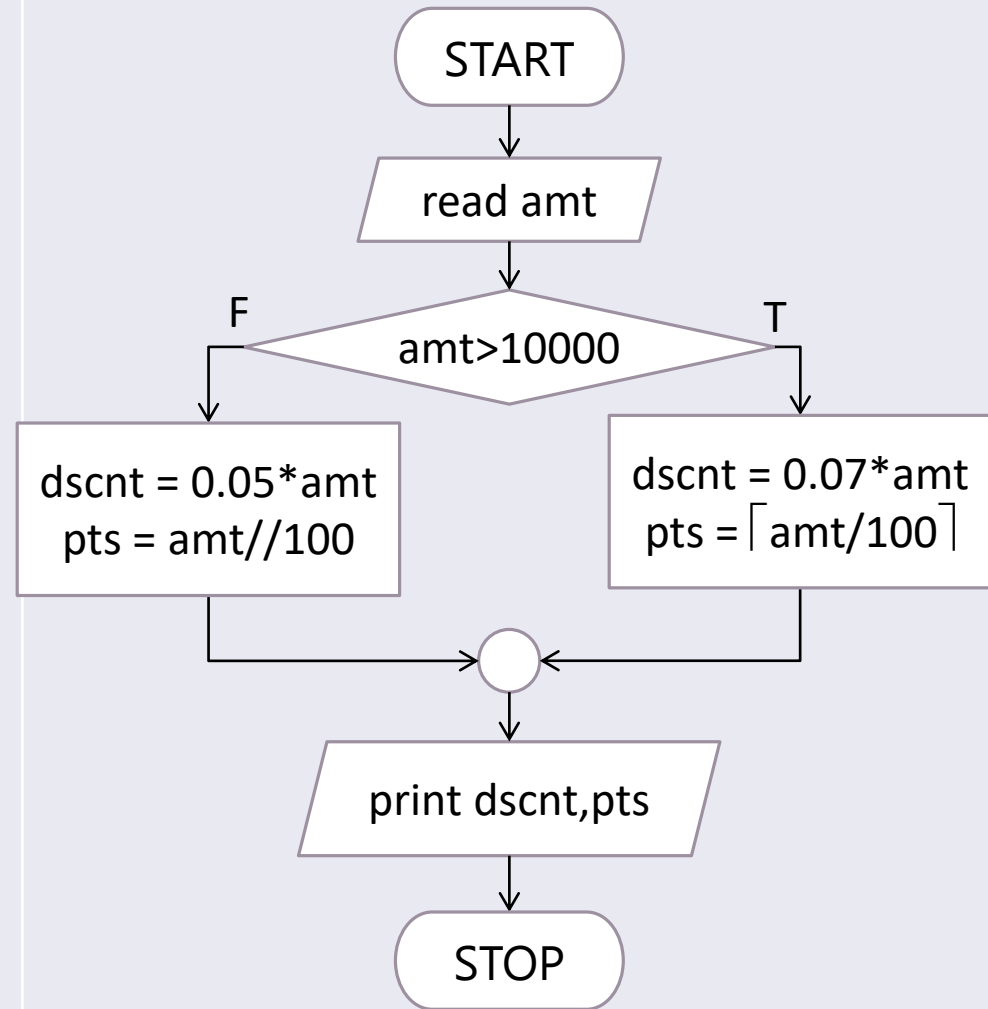 START
read amt
F
T
amt>10000
dscnt = 0.05*amt
pts = amt//100
dscnt = 0.07*amt
pts =⌈amt/100⌉
print dscnt,pts
STOP